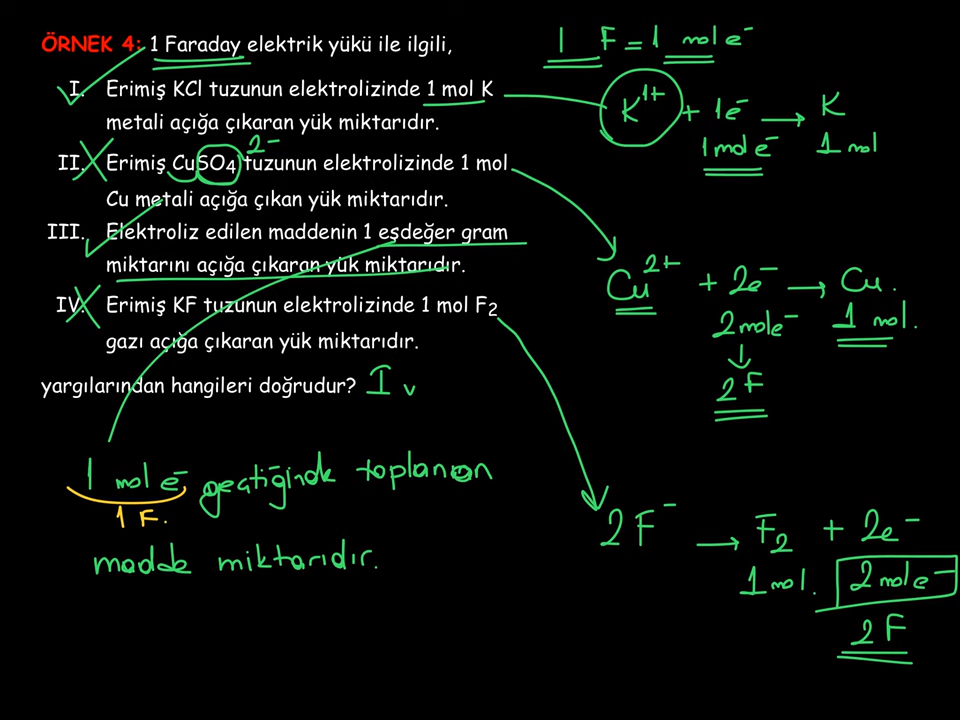 ÖRNEK 4: 1 Faraday elektrik yükü ile ilgili,
I. Erimiş KCl tuzunun elektrolizinde 1 mol K
metali açığa çıkaran yük miktarıdır.
II. Erimiş CuSO4 tuzunun elektrolizinde 1 mol
2-
Cu metali açığa çıkan yük miktarıdır.
III. Elektroliz edilen maddenin 1 eşdeğer gram
miktarını açığa çıkaran yük miktarıdır.
IV. Erimiş KF tuzunun elektrolizinde 1 mol F2
gazı açığa çıkaran yük miktarıdır.
yargılarından hangileri doğrudur? I v
1 mol e- geçtiğinde toplanan
1 F.
madde miktarıdır.
1 F = 1 mol e-
K1+ + 1e- → K
1 mol e- 1 mol
Cu2+ + 2e- → Cu.
2 mol e- 1 mol.
↓
2 F
2F- → F2 + 2e-
1 mol. 2 mol e-
2 F